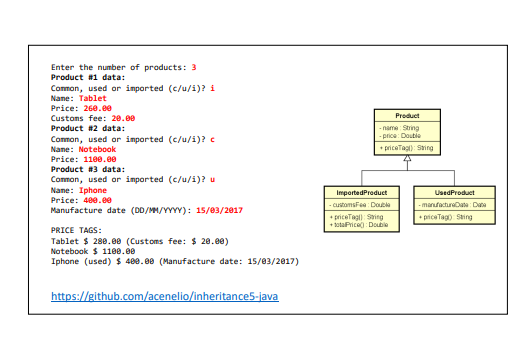 Enter the number of products: 3
Product #1 data:
Common, used or imported (c/u/i)? i
Name: Tablet
Price: 260.00
Customs fee: 20.00
Product #2 data:
Common, used or imported (c/u/i)? c
Name: Notebook
Price: 1100.00
Product #3 data:
Common, used or imported (c/u/i)? u
Name: Iphone
Price: 400.00
Manufacture date (DD/MM/YYYY): 15/03/2017
PRICE TAGS:
Tablet $ 280.00 (Customs fee: $ 20.00)
Notebook $ 1100.00
Iphone (used) $ 400.00 (Manufacture date: 15/03/2017)
https://github.com/acenelio/inheritance5-java
Product
- name : String
- price : Double
+ priceTag() : String
ImportedProduct
- customsFee : Double
+ priceTag() : String
+ totalPrice() : Double
UsedProduct
- manufactureDate : Date
+ priceTag() : String